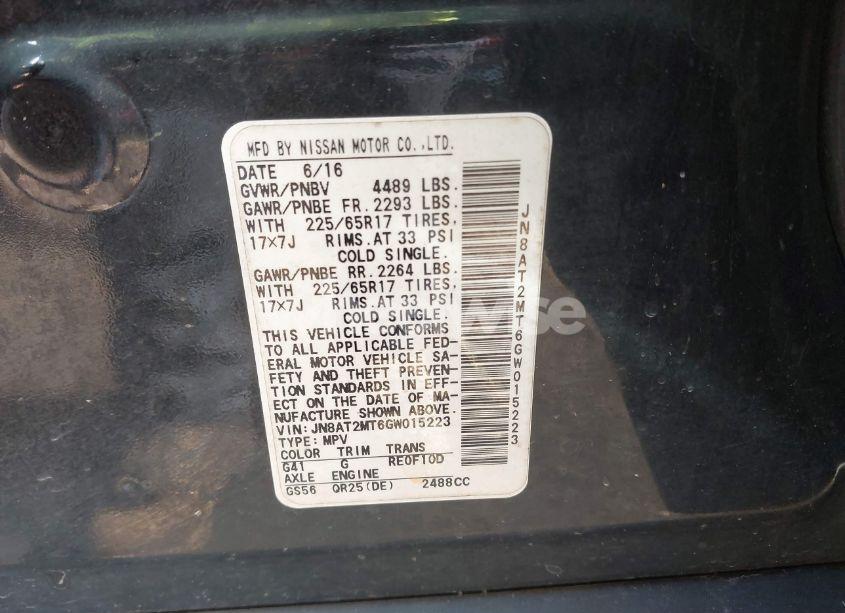 MFD BY NISSAN MOTOR CO.,LTD.
DATE 6/16
GVWR/PNBV 4489 LBS.
GAWR/PNBE FR. 2293 LBS.
WITH 225/65R17 TIRES,
17×7J RIMS.AT 33 PSI
COLD SINGLE.
GAWR/PNBE RR. 2264 LBS.
WITH 225/65R17 TIRES,
17×7J RIMS.AT 33 PSI
COLD SINGLE.
THIS VEHICLE CONFORMS
TO ALL APPLICABLE FED-
ERAL MOTOR VEHICLE SA-
FETY AND THEFT PREVEN-
TION STANDARDS IN EFF-
ECT ON THE DATE OF MA-
NUFACTURE SHOWN ABOVE.
VIN: JN8AT2MT6GW015223
TYPE: MPV
COLOR TRIM TRANS
G41 G RE0F10D
AXLE ENGINE
GS56 QR25(DE) 2488CC
JN8AT2MT6GW015223